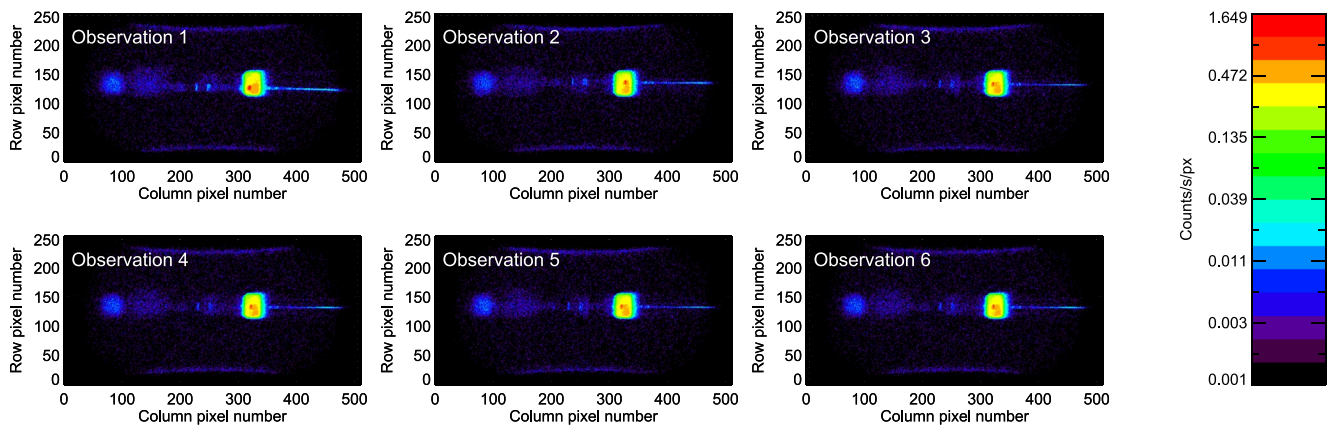 Observation 1
Row pixel number
250
200
150
100
50
0
0 100 200 300 400 500
Column pixel number
Observation 2
Row pixel number
250
200
150
100
50
0
0 100 200 300 400 500
Column pixel number
Observation 3
Row pixel number
250
200
150
100
50
0
0 100 200 300 400 500
Column pixel number
Observation 4
Row pixel number
250
200
150
100
50
0
0 100 200 300 400 500
Column pixel number
Observation 5
Row pixel number
250
200
150
100
50
0
0 100 200 300 400 500
Column pixel number
Observation 6
Row pixel number
250
200
150
100
50
0
0 100 200 300 400 500
Column pixel number
Counts/s/px
1.649
0.472
0.135
0.039
0.011
0.003
0.001